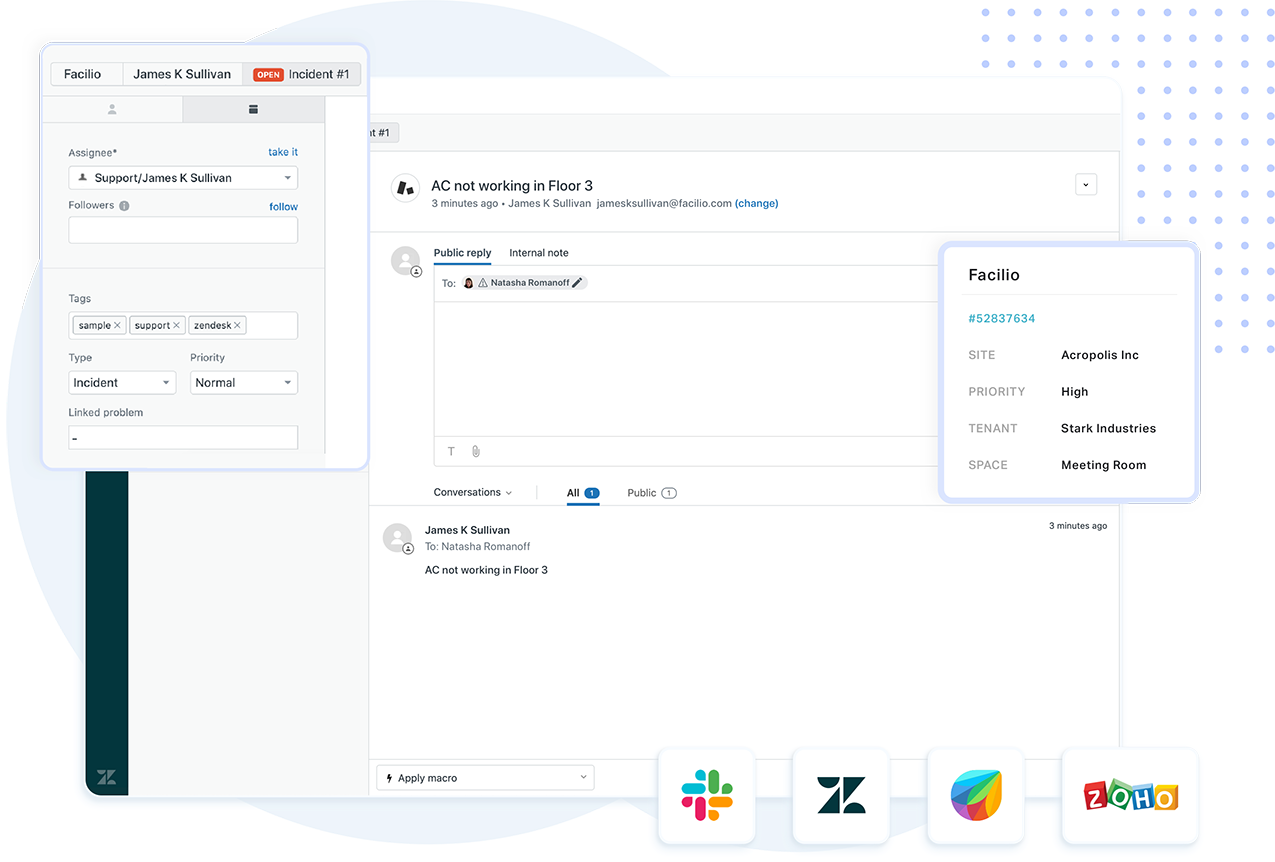 Facilio James K Sullivan OPEN Incident #1
Assignee* take it
Support/James K Sullivan
Followers follow
Tags
sample × support × zendesk ×
Type Priority
Incident Normal
Linked problem
–
t #1
AC not working in Floor 3
3 minutes ago • James K Sullivan jamesksullivan@facilio.com (change)
Public reply Internal note
To: Natasha Romanoff
T
Conversations All 1 Public 1
James K Sullivan 3 minutes ago
To: Natasha Romanoff
AC not working in Floor 3
Apply macro
Facilio
#52837634
SITE Acropolis Inc
PRIORITY High
TENANT Stark Industries
SPACE Meeting Room
ZOHO